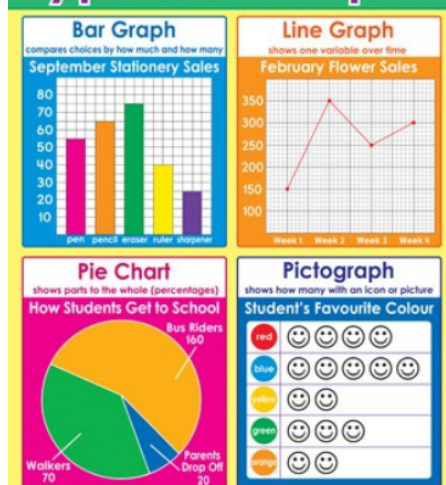 Bar Graph
compares choices by how much and how many
September Stationery Sales
80
70
60
50
40
30
20
10
pen pencil eraser ruler sharpener
Line Graph
shows one variable over time
February Flower Sales
350
300
250
200
150
100
Week 1 Week 2 Week 3 Week 4
Pie Chart
shows parts to the whole (percentages)
How Students Get to School
Bus Riders
160
Walkers
70
Parents
Drop Off
20
Pictograph
shows how many with an icon or picture
Student's Favourite Colour
red
blue
yellow
green
orange